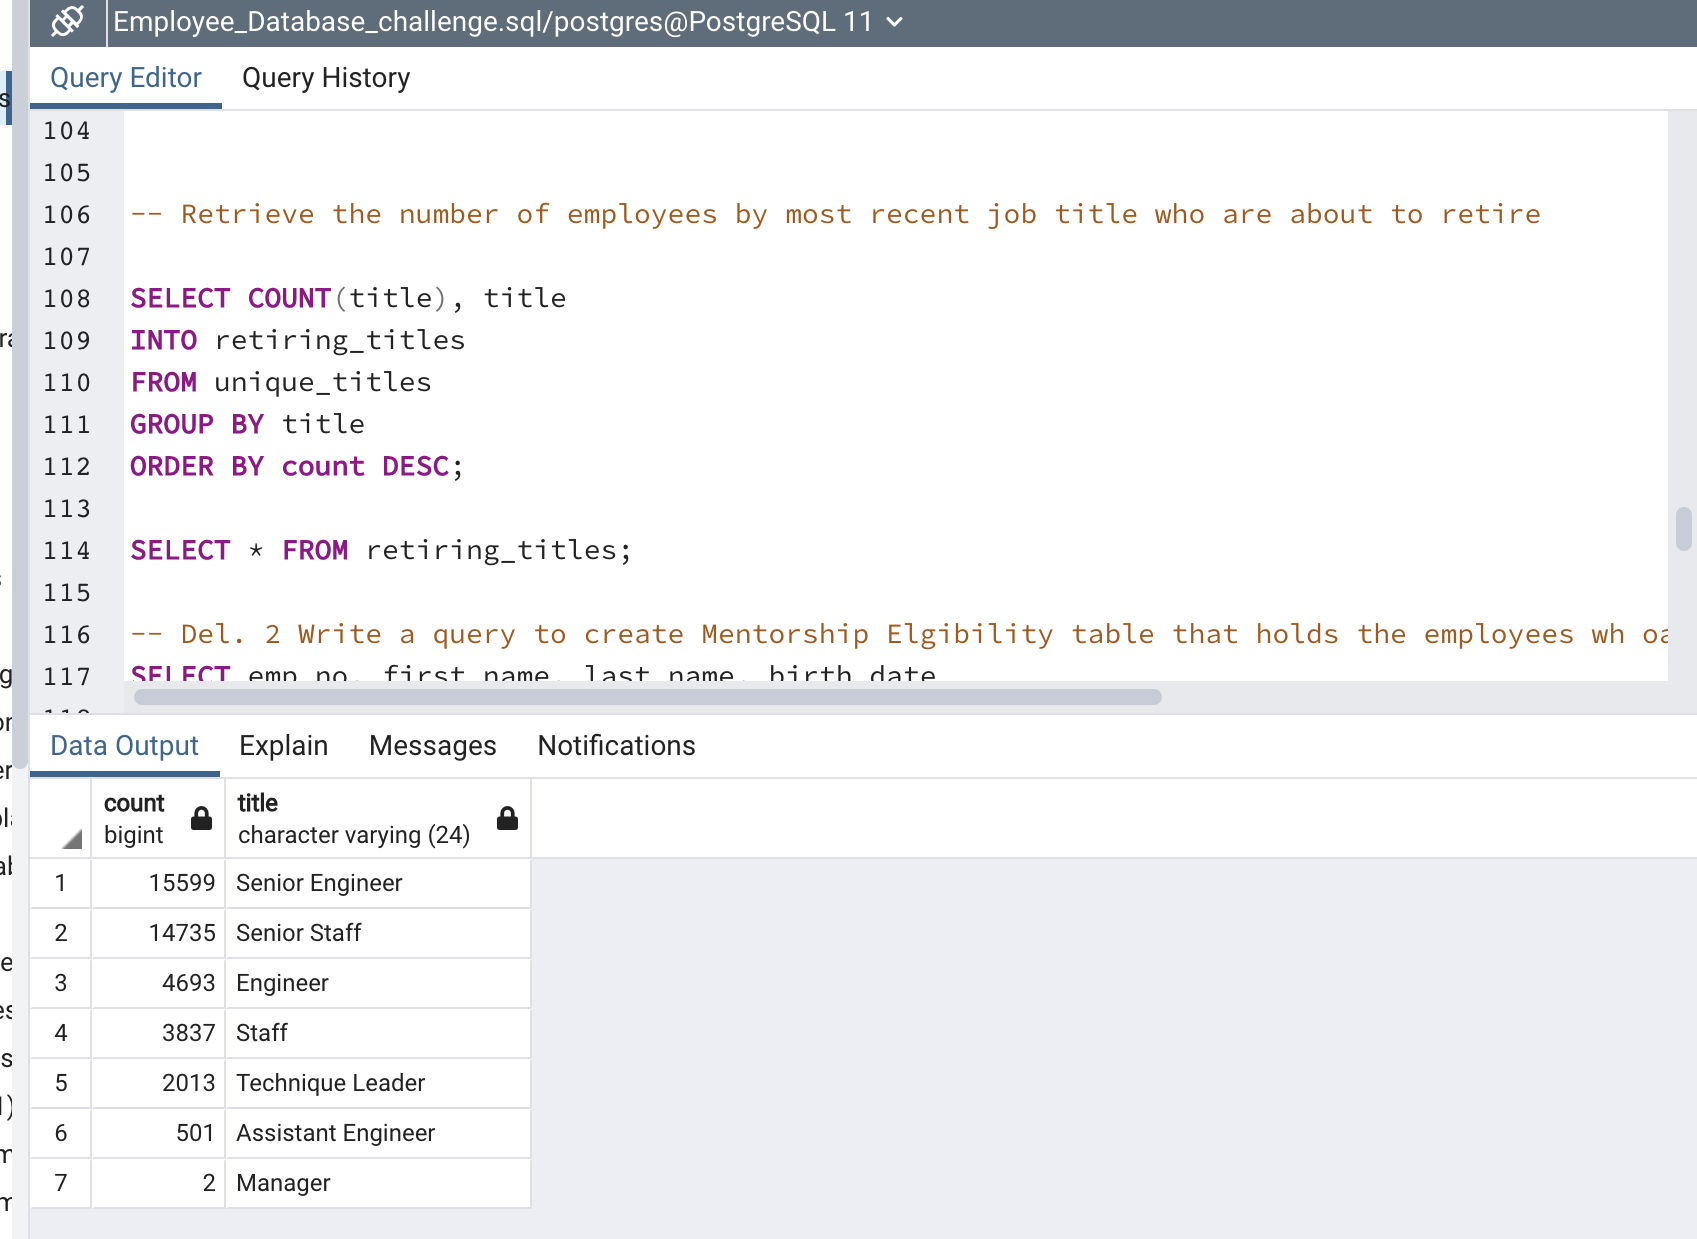 Employee_Database_challenge.sql/postgres@PostgreSQL 11
Query Editor Query History
104
105
106 -- Retrieve the number of employees by most recent job title who are about to retire
107
108 SELECT COUNT(title), title
109 INTO retiring_titles
110 FROM unique_titles
111 GROUP BY title
112 ORDER BY count DESC;
113
114 SELECT * FROM retiring_titles;
115
116 -- Del. 2 Write a query to create Mentorship Elgibility table that holds the employees wh oa
117 SELECT emp_no, first_name, last_name, birth_date
Data Output Explain Messages Notifications
count title
bigint character varying (24)
1 15599 Senior Engineer
2 14735 Senior Staff
3 4693 Engineer
4 3837 Staff
5 2013 Technique Leader
6 501 Assistant Engineer
7 2 Manager